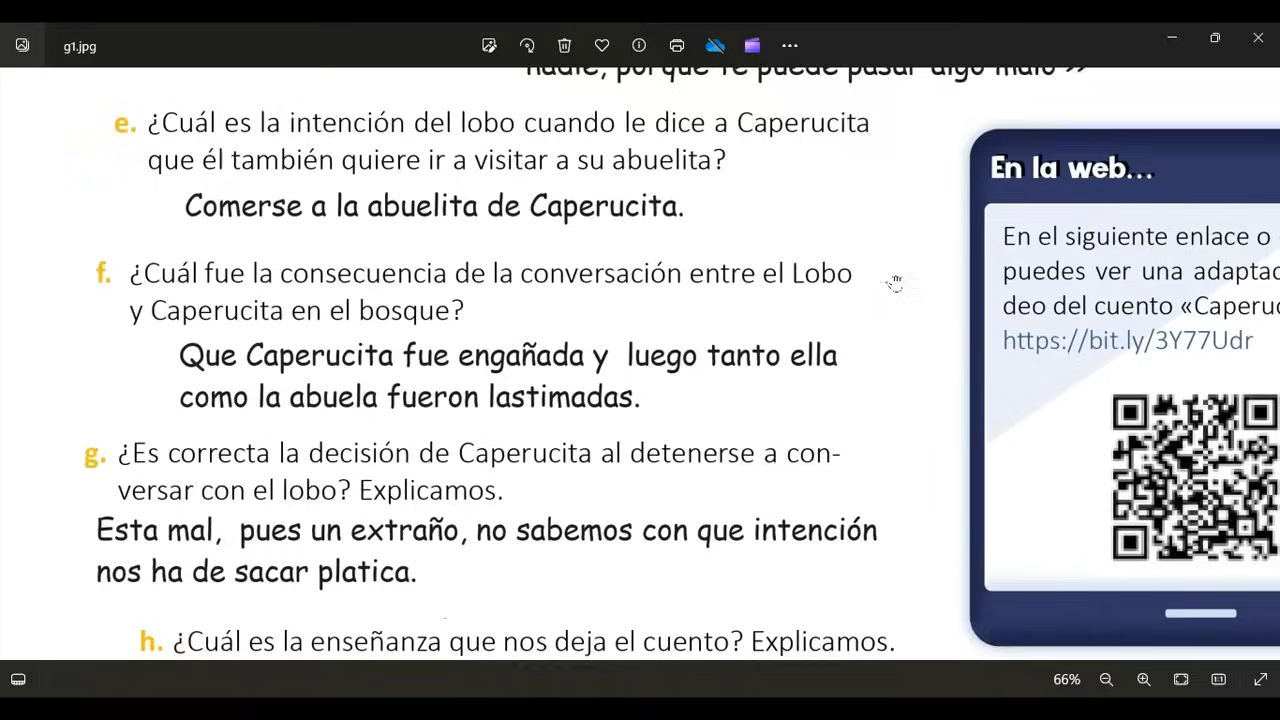 g1.jpg
nadie, porque te puede pasar algo malo »
e. ¿Cuál es la intención del lobo cuando le dice a Caperucita
que él también quiere ir a visitar a su abuelita?
Comerse a la abuelita de Caperucita.
f. ¿Cuál fue la consecuencia de la conversación entre el Lobo
y Caperucita en el bosque?
Que Caperucita fue engañada y luego tanto ella
como la abuela fueron lastimadas.
g. ¿Es correcta la decisión de Caperucita al detenerse a con-
versar con el lobo? Explicamos.
Esta mal, pues un extraño, no sabemos con que intención
nos ha de sacar platica.
h. ¿Cuál es la enseñanza que nos deja el cuento? Explicamos.
En la web...
En el siguiente enlace o
puedes ver una adaptac
deo del cuento «Caperuc
https://bit.ly/3Y77Udr
66%